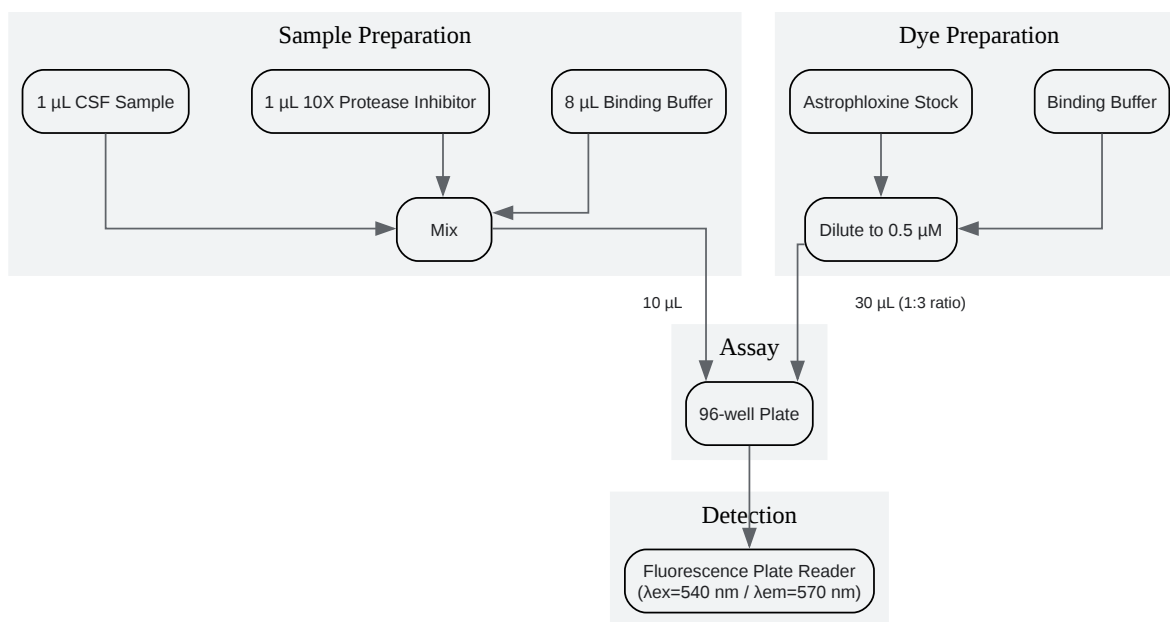 Sample Preparation
Dye Preparation
1 µL CSF Sample
1 µL 10X Protease Inhibitor
8 µL Binding Buffer
Astrophloxine Stock
Binding Buffer
Mix
Dilute to 0.5 µM
10 µL
30 µL (1:3 ratio)
Assay
96-well Plate
Detection
Fluorescence Plate Reader
(λex=540 nm / λem=570 nm)